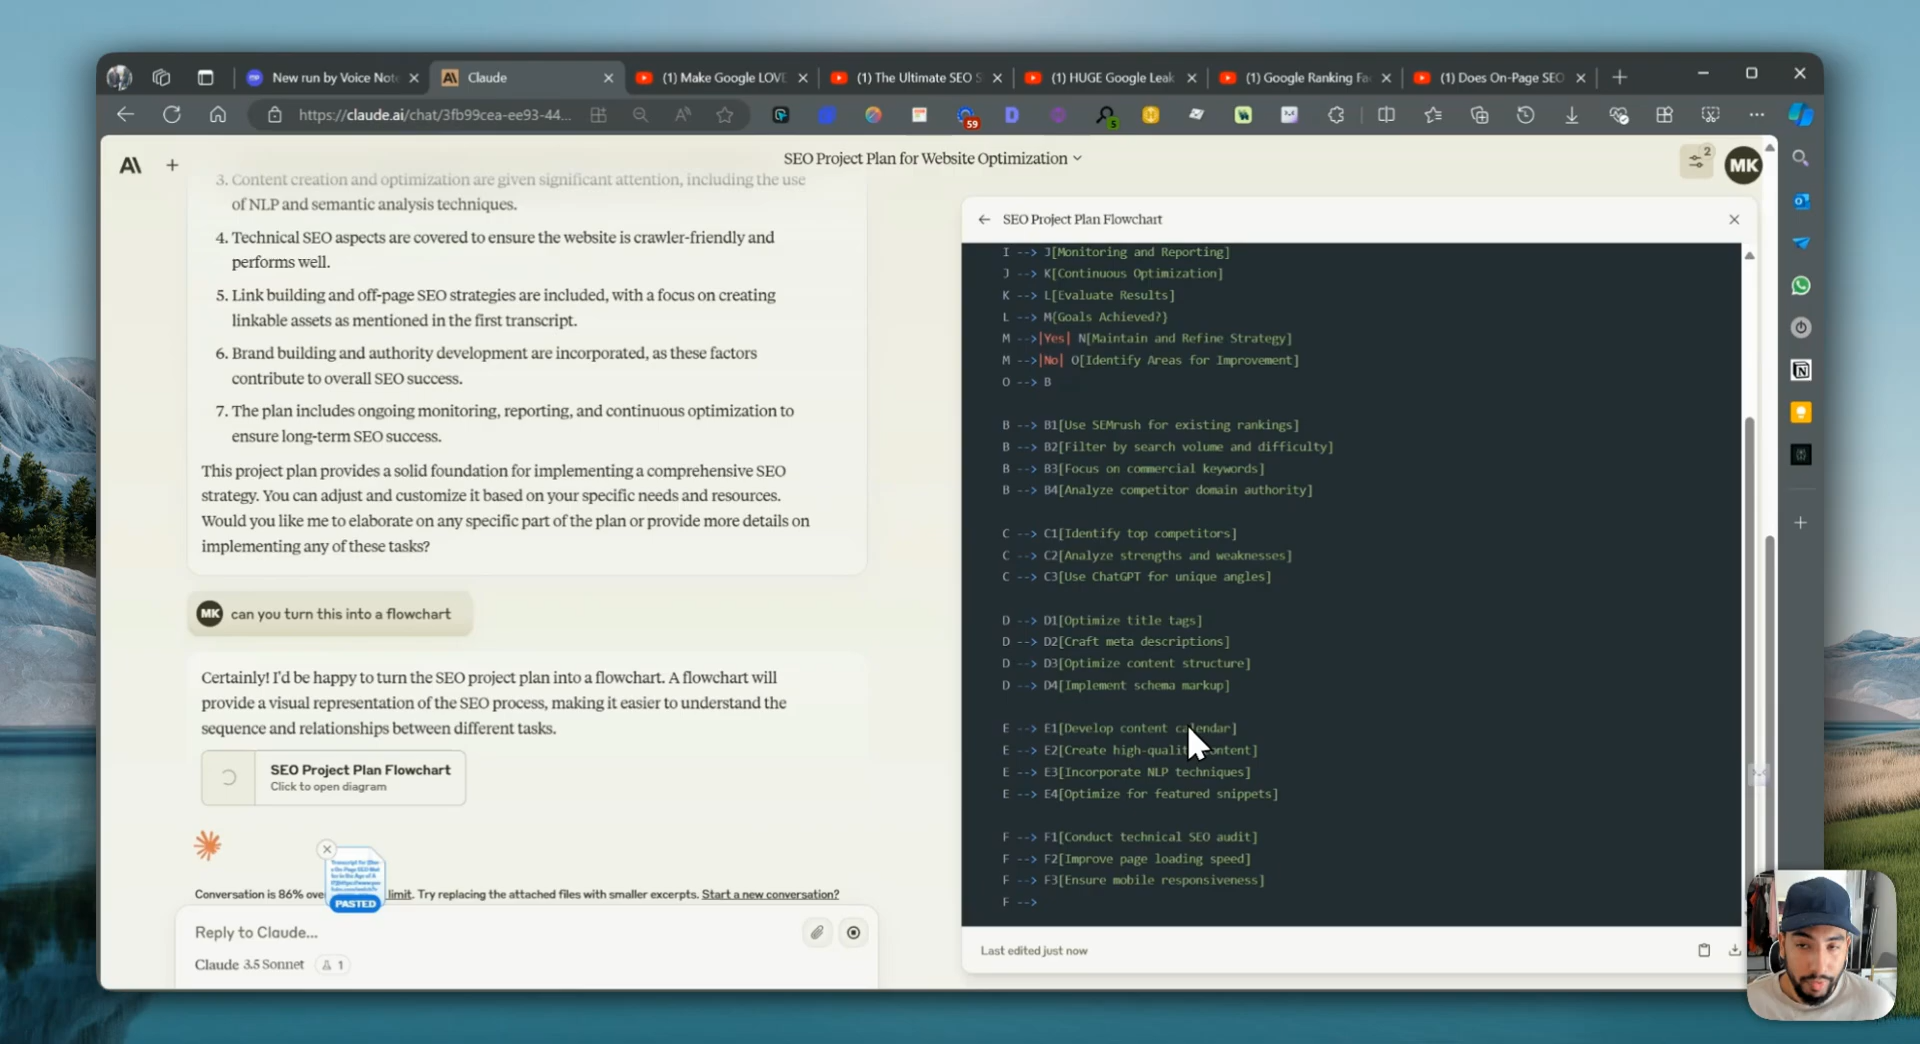 New run by Voice Note
Claude
(1) Make Google LOVE
(1) The Ultimate SEO S
(1) HUGE Google Leak
(1) Google Ranking Fa
(1) Does On-Page SEO
https://claude.ai/chat/3fb99cea-ee93-44...
59
5
SEO Project Plan for Website Optimization
2
MK
3. Content creation and optimization are given significant attention, including the use
of NLP and semantic analysis techniques.
4. Technical SEO aspects are covered to ensure the website is crawler-friendly and
performs well.
5. Link building and off-page SEO strategies are included, with a focus on creating
linkable assets as mentioned in the first transcript.
6. Brand building and authority development are incorporated, as these factors
contribute to overall SEO success.
7. The plan includes ongoing monitoring, reporting, and continuous optimization to
ensure long-term SEO success.
This project plan provides a solid foundation for implementing a comprehensive SEO
strategy. You can adjust and customize it based on your specific needs and resources.
Would you like me to elaborate on any specific part of the plan or provide more details on
implementing any of these tasks?
MK can you turn this into a flowchart
Certainly! I'd be happy to turn the SEO project plan into a flowchart. A flowchart will
provide a visual representation of the SEO process, making it easier to understand the
sequence and relationships between different tasks.
SEO Project Plan Flowchart
Click to open diagram
Conversation is 86% ove limit. Try replacing the attached files with smaller excerpts. Start a new conversation?
PASTED
Reply to Claude...
Claude 3.5 Sonnet
1
SEO Project Plan Flowchart
I --> J[Monitoring and Reporting]
J --> K[Continuous Optimization]
K --> L[Evaluate Results]
L --> M{Goals Achieved?}
M -->|Yes| N[Maintain and Refine Strategy]
M -->|No| O[Identify Areas for Improvement]
O --> B
B --> B1[Use SEMrush for existing rankings]
B --> B2[Filter by search volume and difficulty]
B --> B3[Focus on commercial keywords]
B --> B4[Analyze competitor domain authority]
C --> C1[Identify top competitors]
C --> C2[Analyze strengths and weaknesses]
C --> C3[Use ChatGPT for unique angles]
D --> D1[Optimize title tags]
D --> D2[Craft meta descriptions]
D --> D3[Optimize content structure]
D --> D4[Implement schema markup]
E --> E1[Develop content calendar]
E --> E2[Create high-quality content]
E --> E3[Incorporate NLP techniques]
E --> E4[Optimize for featured snippets]
F --> F1[Conduct technical SEO audit]
F --> F2[Improve page loading speed]
F --> F3[Ensure mobile responsiveness]
F -->
Last edited just now